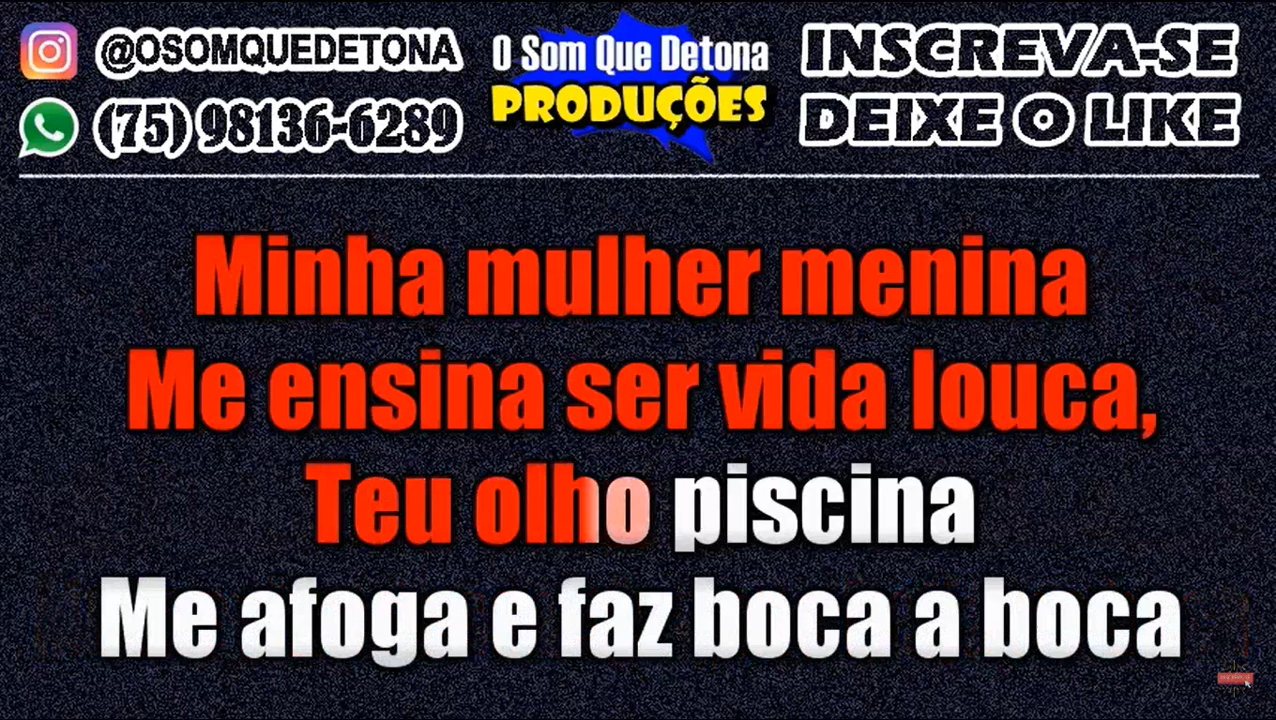 @OSOMQUEDETONA
(75) 98136-6289
O Som Que Detona
PRODUÇÕES
INSCREVA-SE
DEIXE O LIKE
Minha mulher menina
Me ensina ser vida louca,
Teu olho piscina
Me afoga e faz boca a boca